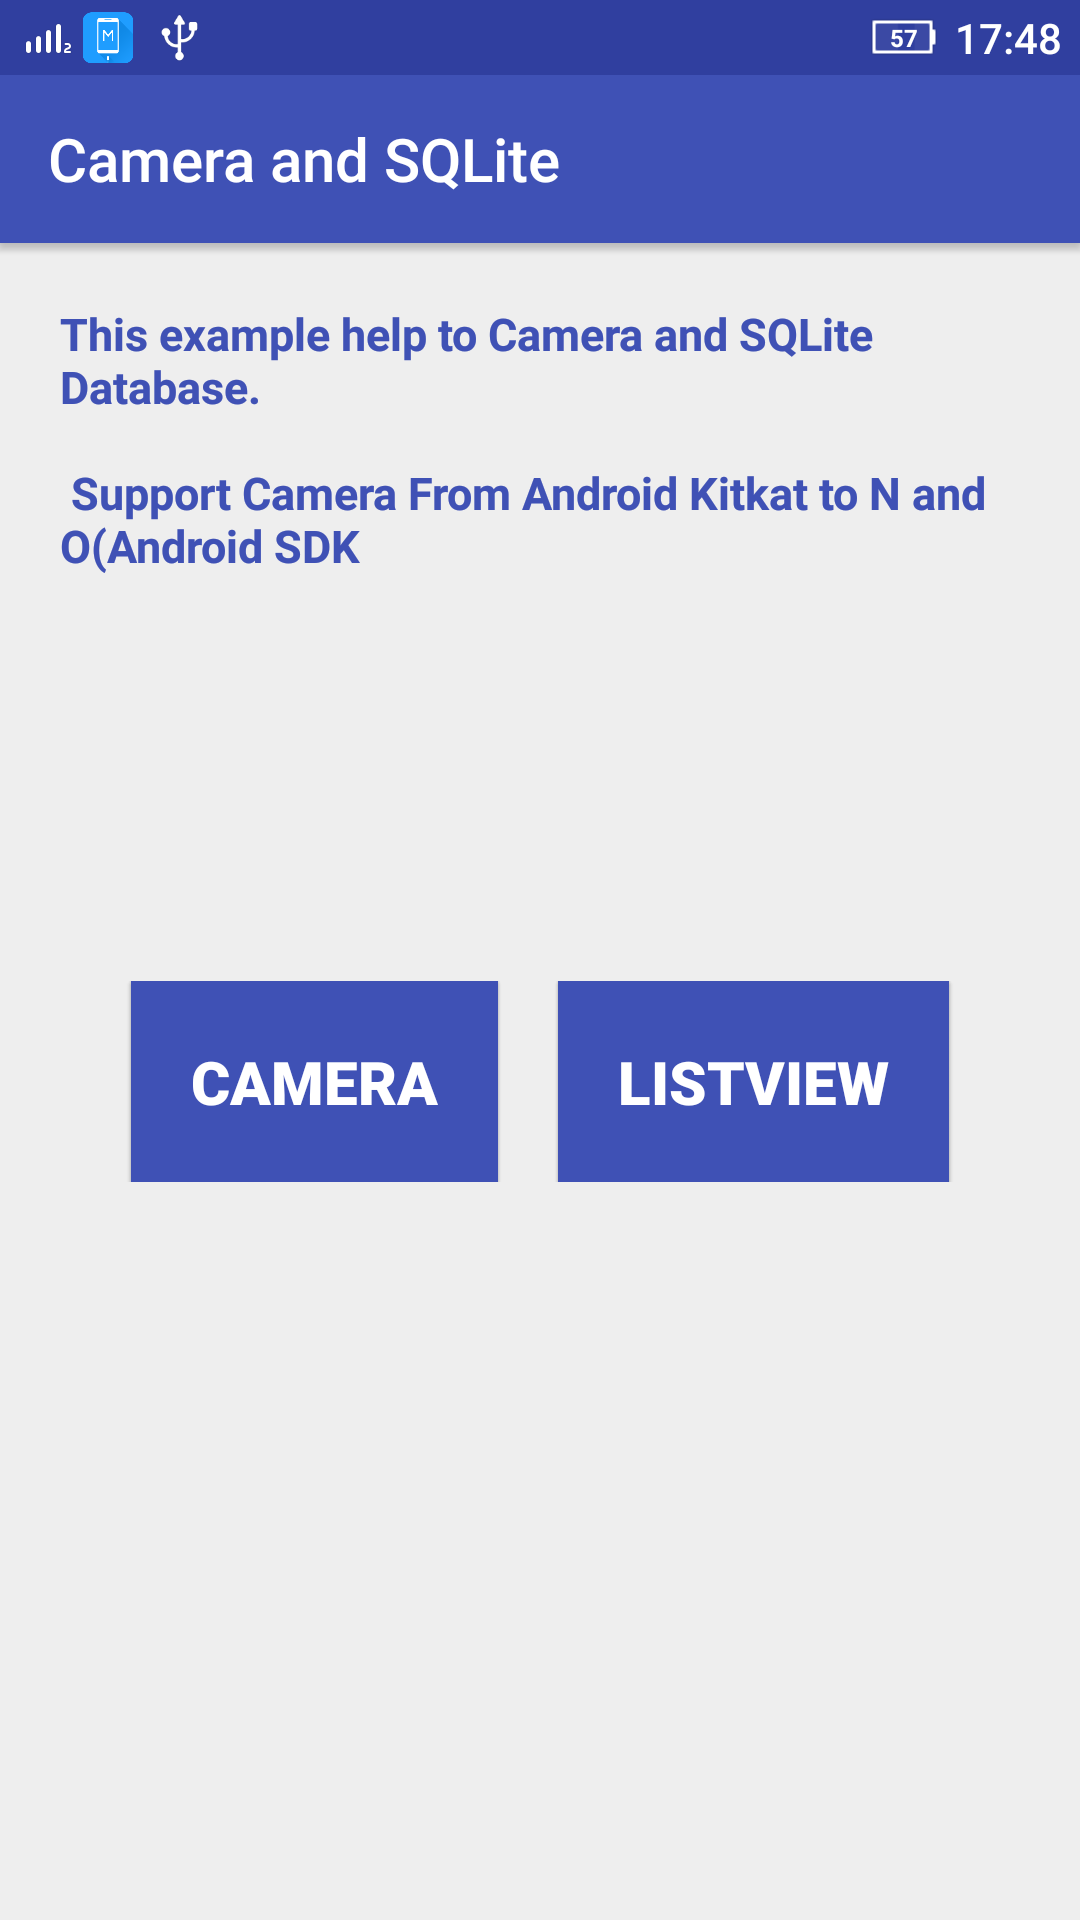 2 M 57 17:48
Camera and SQLite
This example help to Camera and SQLite
Database.
Support Camera From Android Kitkat to N and
O(Android SDK
CAMERA LISTVIEW